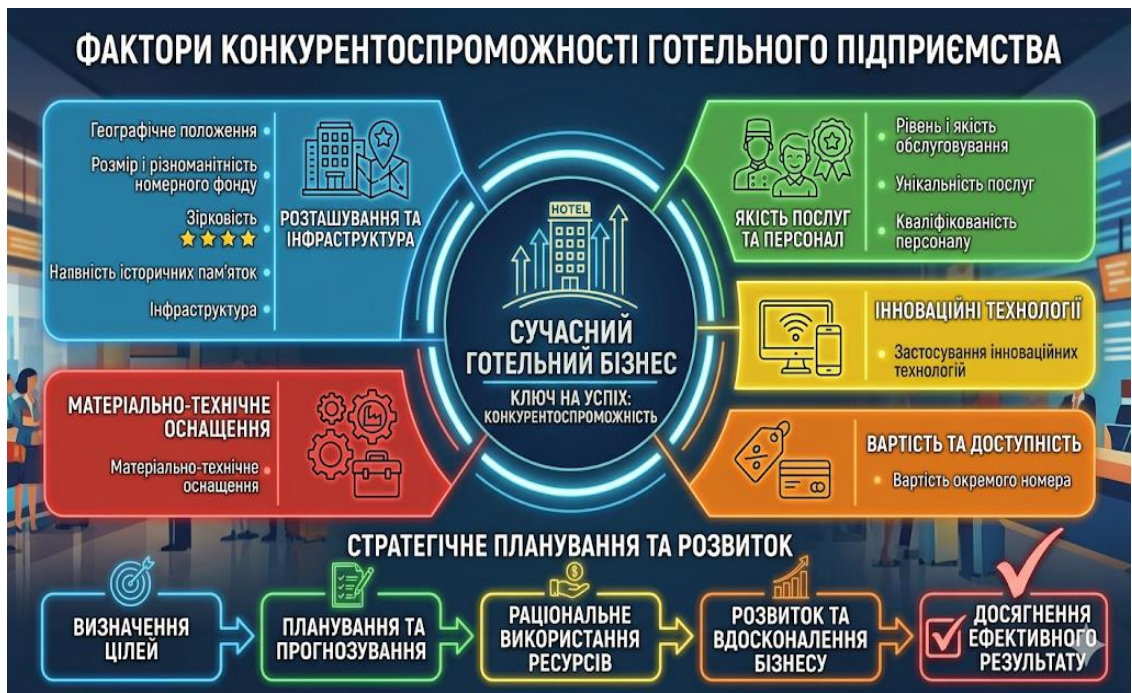 ФАКТОРИ КОНКУРЕНТОСПРОМОЖНОСТІ ГОТЕЛЬНОГО ПІДПРИЄМСТВА
Географічне положення
Розмір і різноманітність
номерного фонду
Зірковість
Наявність історичних пам'яток
Інфраструктура
РОЗТАШУВАННЯ ТА
ІНФРАСТРУКТУРА
МАТЕРІАЛЬНО-ТЕХНІЧНЕ
ОСНАЩЕННЯ
Матеріально-технічне
оснащення
HOTEL
СУЧАСНИЙ
ГОТЕЛЬНИЙ БІЗНЕС
КЛЮЧ НА УСПІХ:
КОНКУРЕНТОСПРОМОЖНІСТЬ
ЯКІСТЬ ПОСЛУГ
ТА ПЕРСОНАЛ
Рівень і якість
обслуговування
Унікальність послуг
Кваліфікованість
персоналу
ІННОВАЦІЙНІ ТЕХНОЛОГІЇ
Застосування інноваційних
технологій
ВАРТІСТЬ ТА ДОСТУПНІСТЬ
Вартість окремого номера
СТРАТЕГІЧНЕ ПЛАНУВАННЯ ТА РОЗВИТОК
ВИЗНАЧЕННЯ
ЦІЛЕЙ
ПЛАНУВАННЯ ТА
ПРОГНОЗУВАННЯ
РАЦІОНАЛЬНЕ
ВИКОРИСТАННЯ
РЕСУРСІВ
РОЗВИТОК ТА
ВДОСКОНАЛЕННЯ
БІЗНЕСУ
ДОСЯГНЕННЯ
ЕФЕКТИВНОГО
РЕЗУЛЬТАТУ